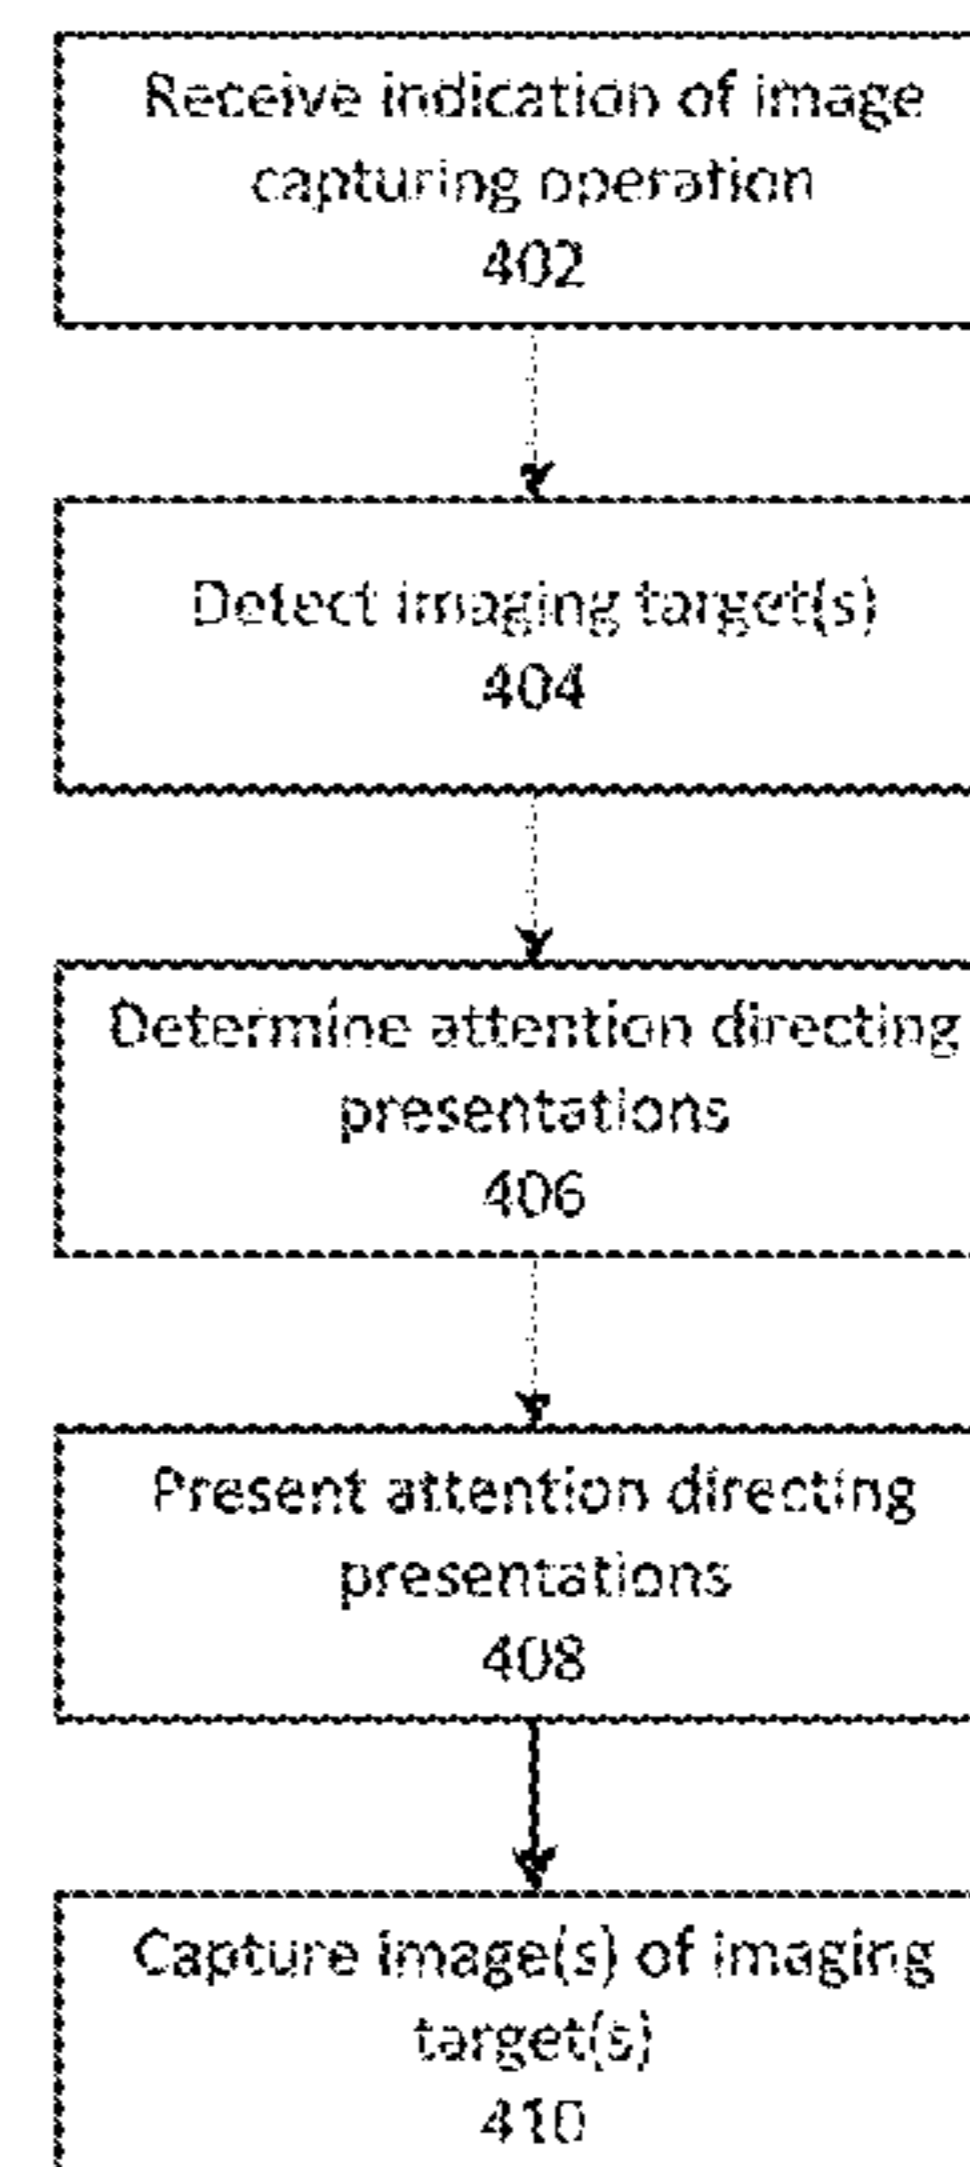 Receive indication of image
capturing operation
402
Detect imaging target(s)
404
Determine attention directing
presentations
406
Present attention directing
presentations
408
Capture image(s) of imaging
target(s)
410